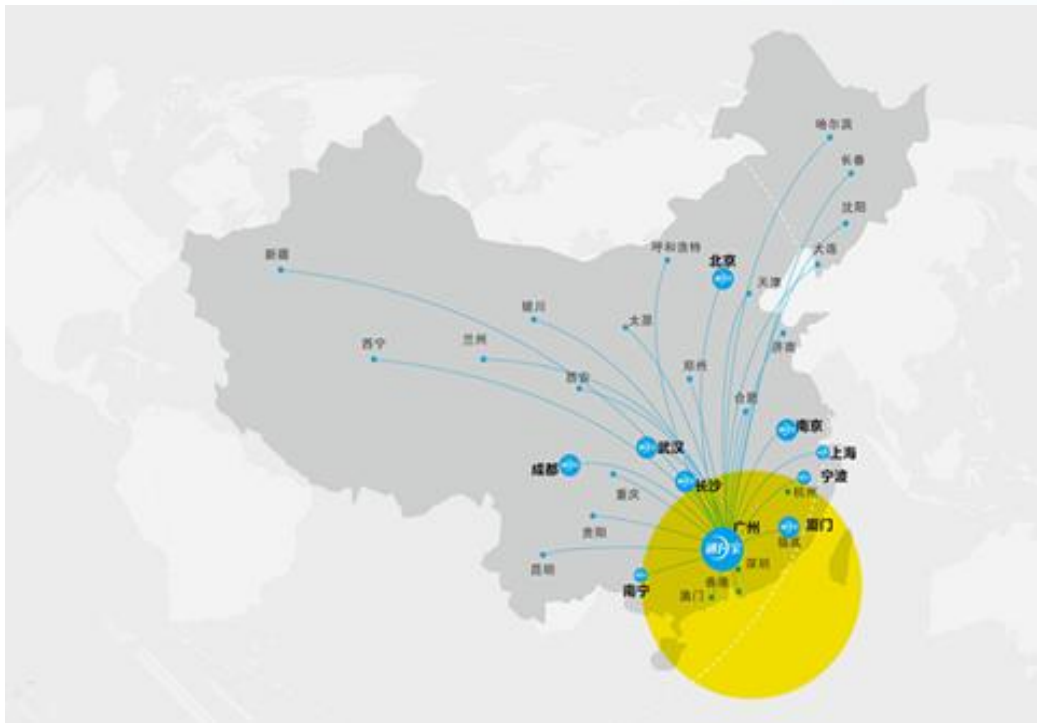 哈尔滨
长春
沈阳
新疆
呼和浩特
北京
大连
天津
银川
太原
西宁
兰州
济南
西安
郑州
合肥
南京
武汉
上海
成都
长沙
宁波
重庆
杭州
贵阳
广州
厦门
福建
昆明
深圳
南宁
香港
澳门